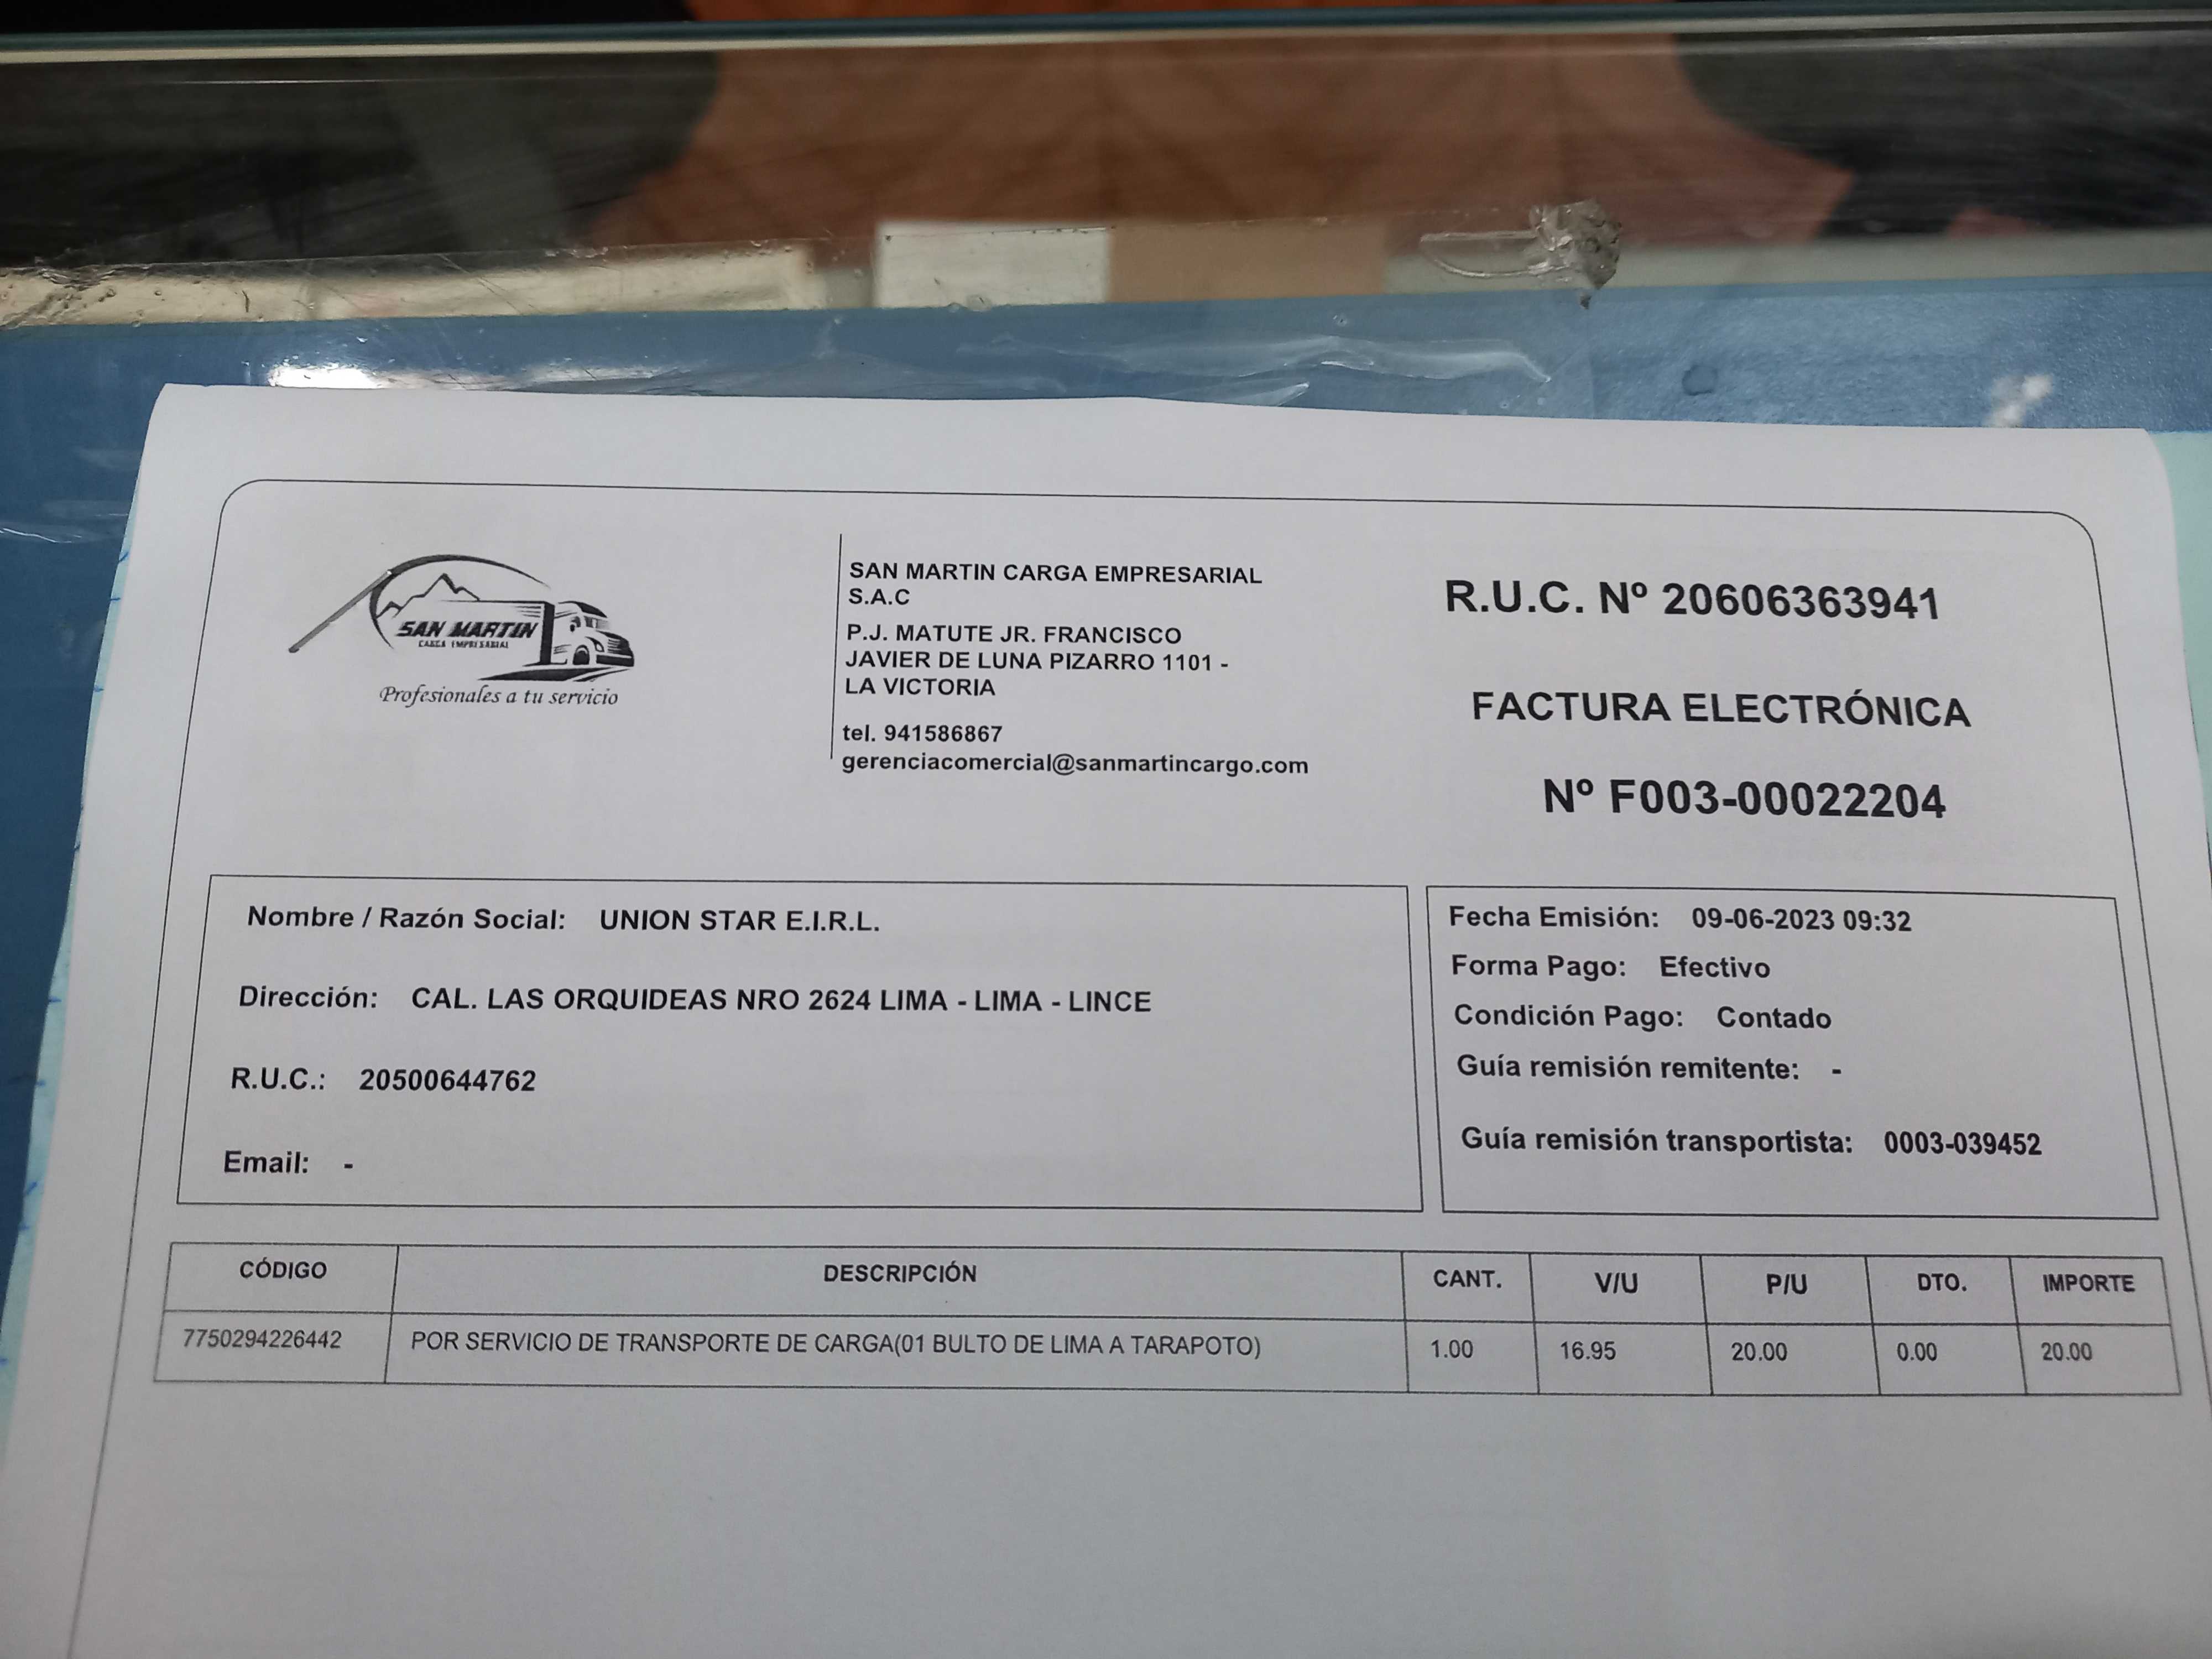 SAN MARTIN
CARGA EMPRESARIAL
Profesionales a tu servicio
SAN MARTIN CARGA EMPRESARIAL
S.A.C
P.J. MATUTE JR. FRANCISCO
JAVIER DE LUNA PIZARRO 1101 -
LA VICTORIA
tel. 941586867
gerenciacomercial@sanmartincargo.com
R.U.C. Nº 20606363941
FACTURA ELECTRÓNICA
Nº F003-00022204
Nombre / Razón Social: UNION STAR E.I.R.L.
Dirección: CAL. LAS ORQUIDEAS NRO 2624 LIMA - LIMA - LINCE
R.U.C.: 20500644762
Email: -
Fecha Emisión: 09-06-2023 09:32
Forma Pago: Efectivo
Condición Pago: Contado
Guía remisión remitente: -
Guía remisión transportista: 0003-039452
CÓDIGO DESCRIPCIÓN CANT. V/U P/U DTO. IMPORTE
7750294226442 POR SERVICIO DE TRANSPORTE DE CARGA(01 BULTO DE LIMA A TARAPOTO) 1.00 16.95 20.00 0.00 20.00